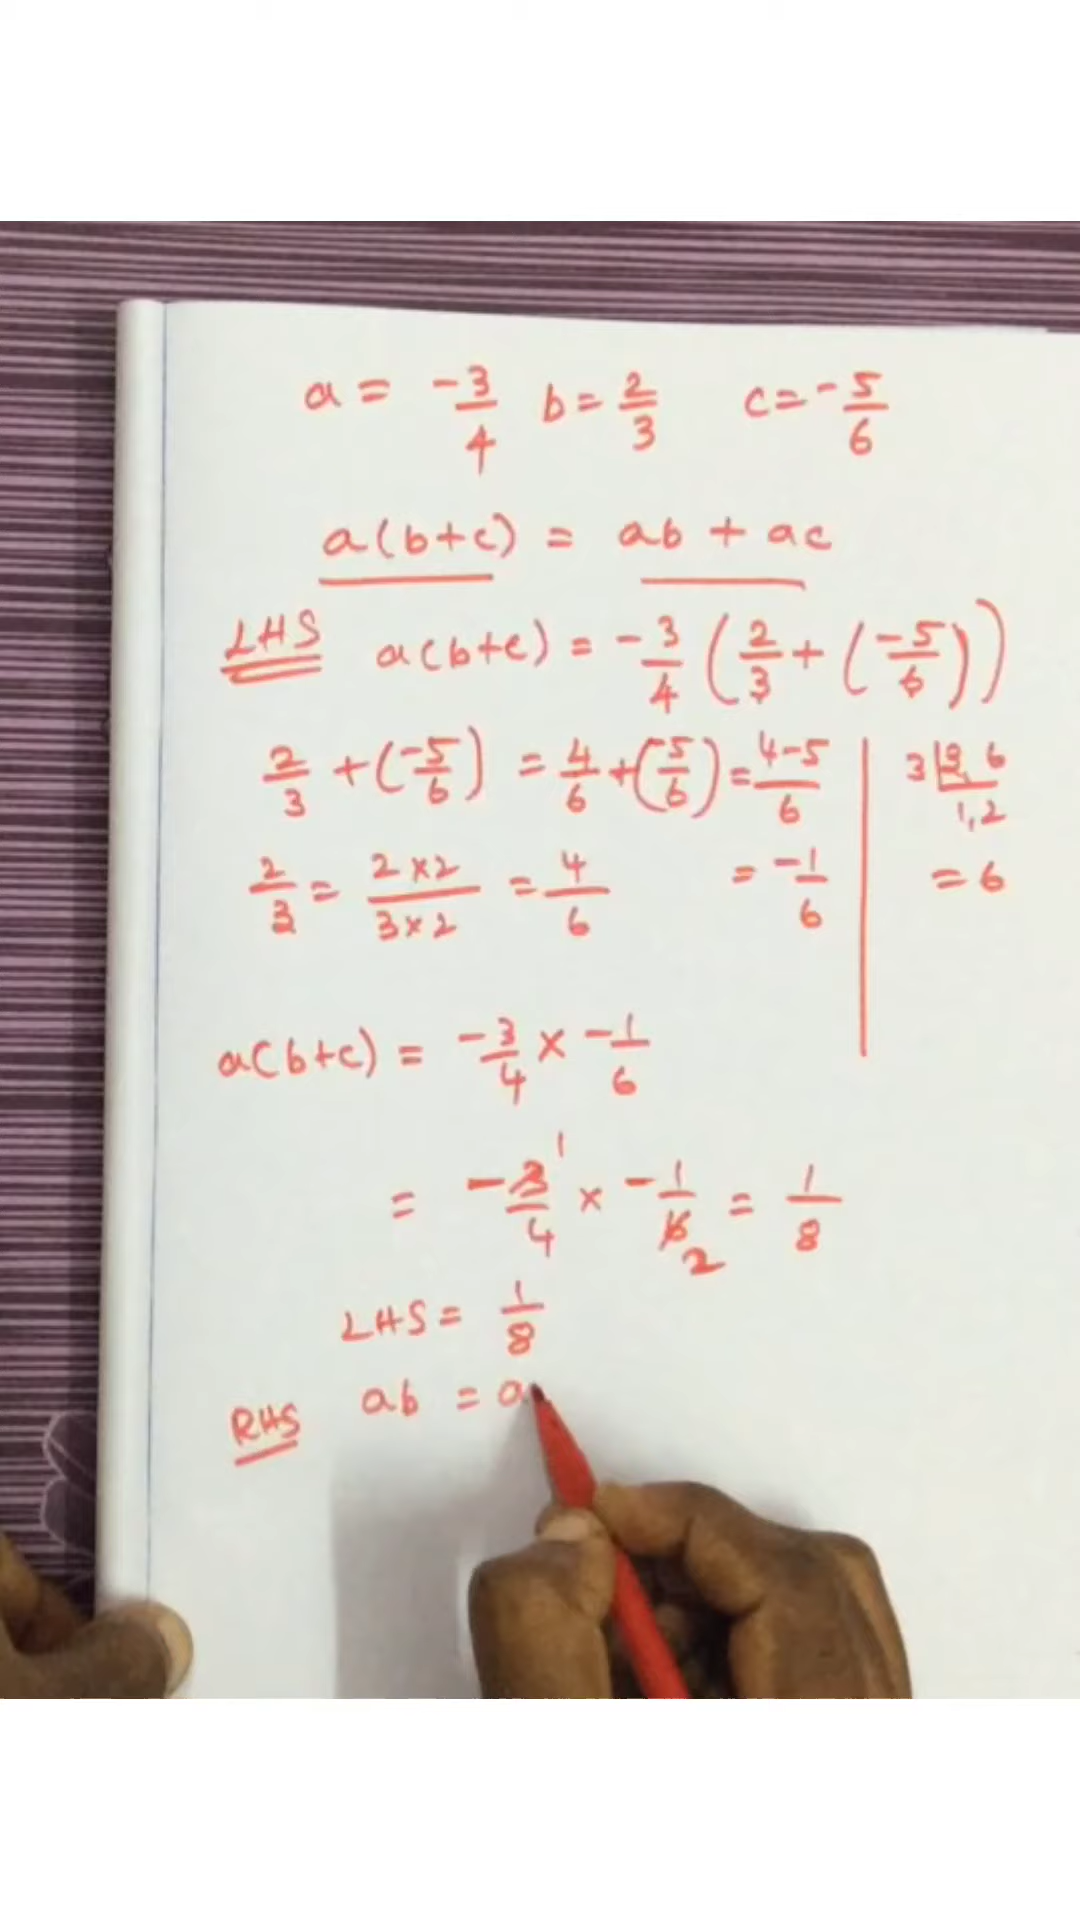 a = -3/4 b = 2/3 c = -5/6
a(b+c) = ab + ac
LHS a(b+c) = -3/4 (2/3 + (-5/6))
2/3 + (-5/6) = 4/6 + (5/6) = 4-5/6
3 | 3, 6
1, 2
2/3 = 2×2/3×2 = 4/6
= -1/6
= 6
a(b+c) = -3/4 × -1/6
= -3/4 1 × -1/6 2 = 1/8
LHS = 1/8
RHS ab = a